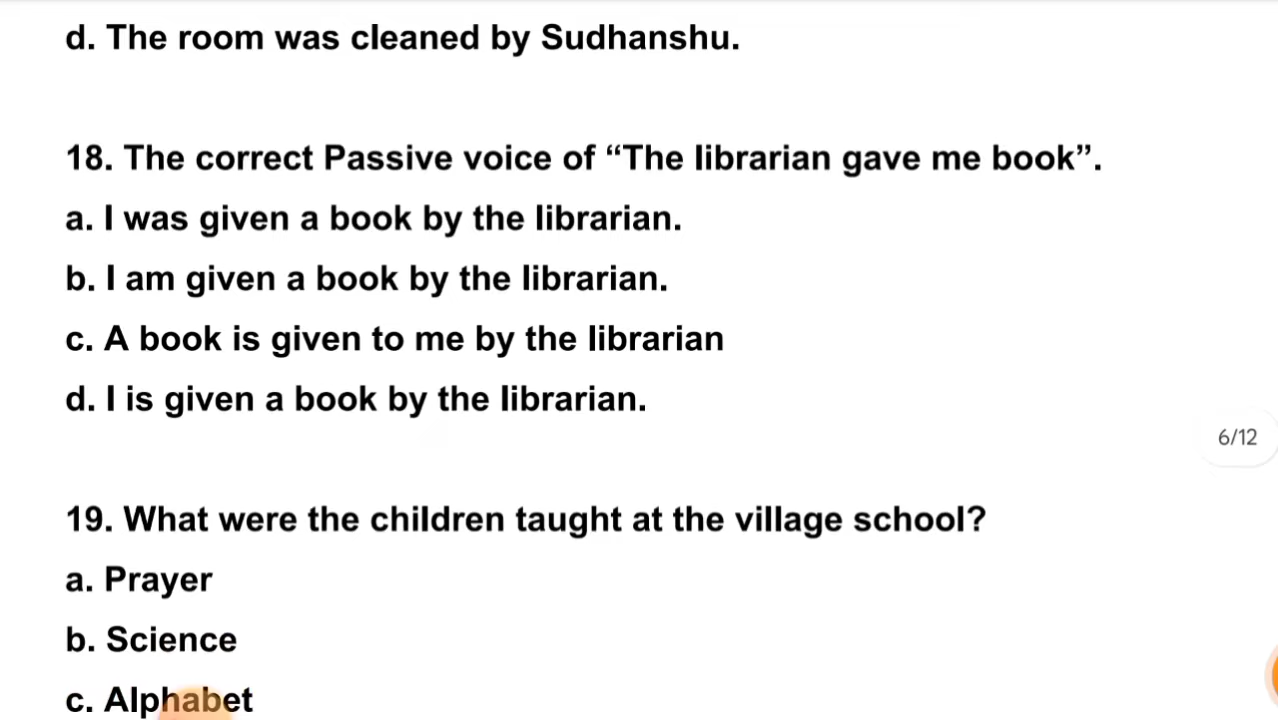 d. The room was cleaned by Sudhanshu.
18. The correct Passive voice of “The librarian gave me book”.
a. I was given a book by the librarian.
b. I am given a book by the librarian.
c. A book is given to me by the librarian
d. I is given a book by the librarian.
6/12
19. What were the children taught at the village school?
a. Prayer
b. Science
c. Alphabet